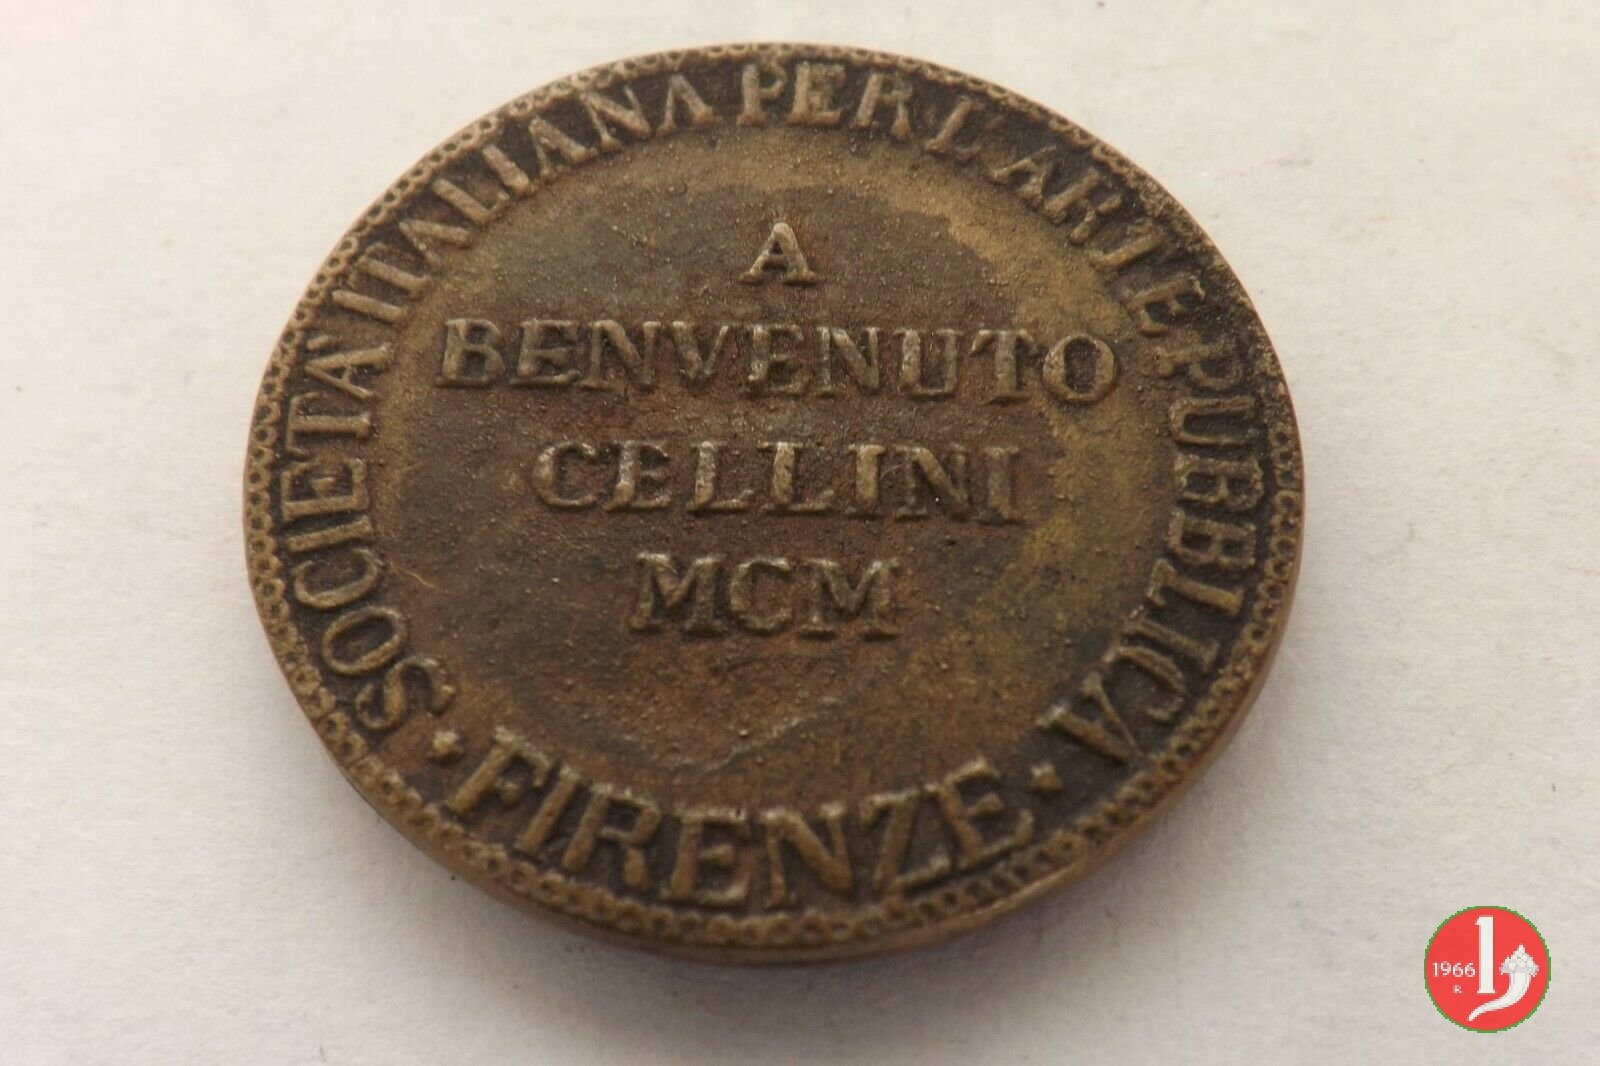 SOCIETA' ITALIANA PER L'ARTE PUBBLICA
A
BENVENUTO
CELLINI
MCM
· FIRENZE ·
1966
R